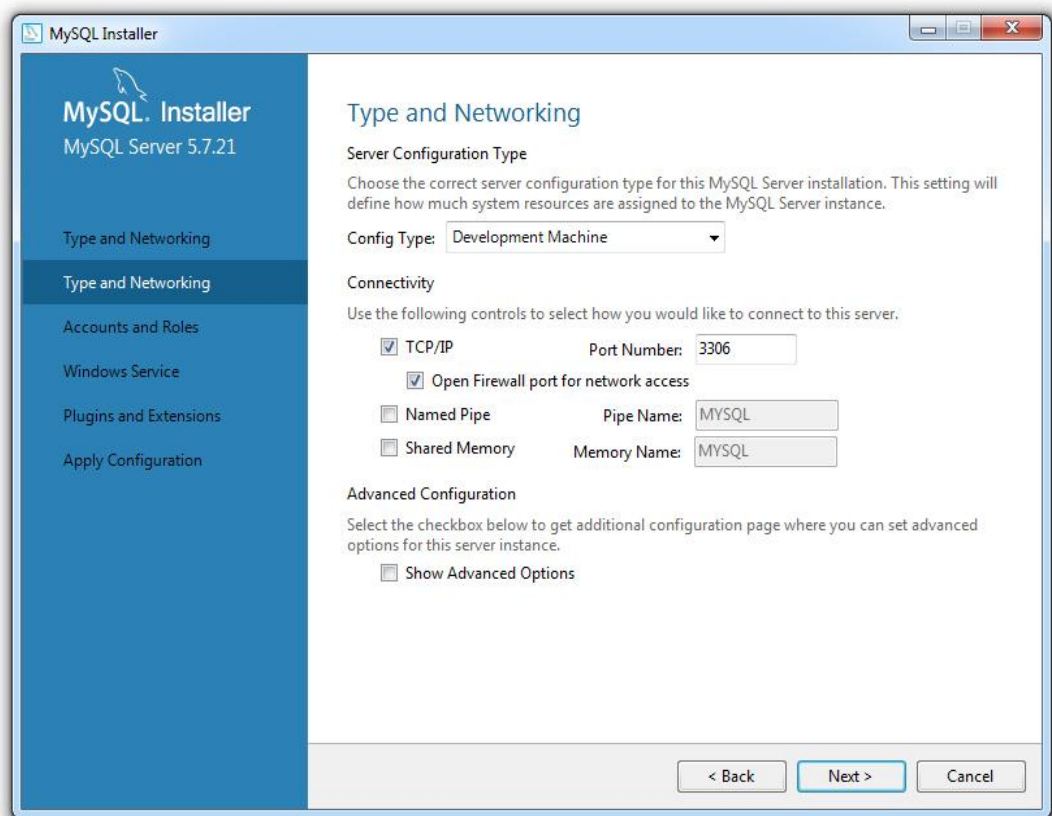 MySQL Installer
MySQL. Installer
MySQL Server 5.7.21
Type and Networking
Type and Networking
Accounts and Roles
Windows Service
Plugins and Extensions
Apply Configuration
Type and Networking
Server Configuration Type
Choose the correct server configuration type for this MySQL Server installation. This setting will
define how much system resources are assigned to the MySQL Server instance.
Config Type: Development Machine
Connectivity
Use the following controls to select how you would like to connect to this server.
TCP/IP Port Number: 3306
Open Firewall port for network access
Named Pipe Pipe Name: MYSQL
Shared Memory Memory Name: MYSQL
Advanced Configuration
Select the checkbox below to get additional configuration page where you can set advanced
options for this server instance.
Show Advanced Options
< Back Next > Cancel